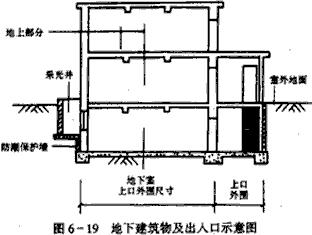 地上部分
采光井
室外地面
防潮保护墙
地下室
上口外围尺寸
上口
外围
图6-19 地下建筑物及出入口示意图